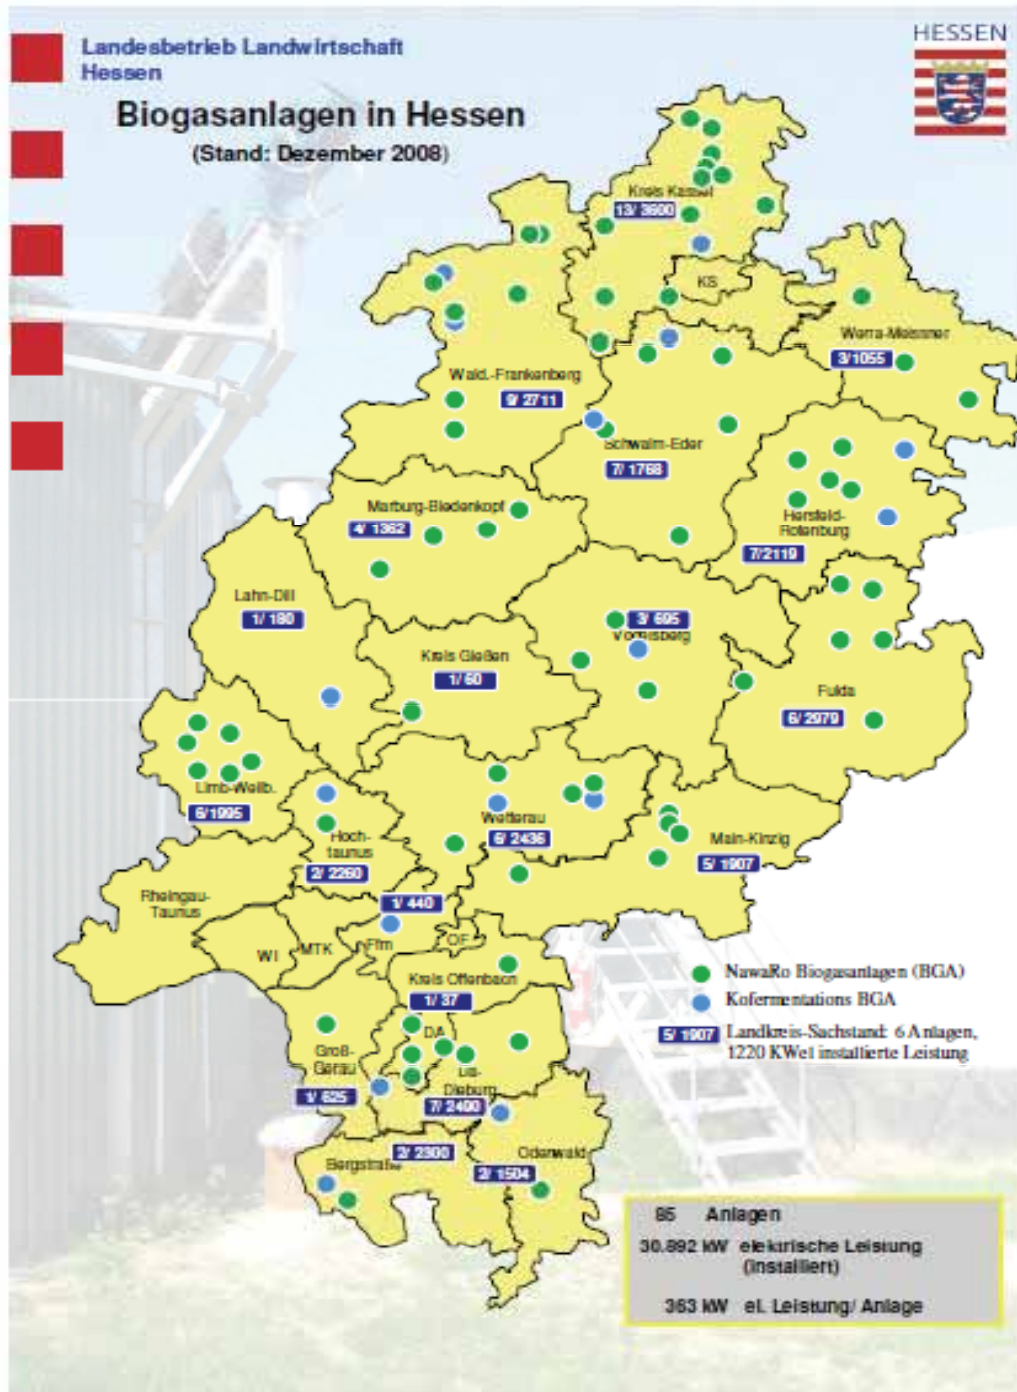 HESSEN
Landesbetrieb Landwirtschaft
Hessen
Biogasanlagen in Hessen
(Stand: Dezember 2008)
Kreis Kassel
13/ 3600
KS
Werra-Meissner
3/1055
Wald.-Frankenberg
9/ 2711
Schwalm-Eder
7/ 1768
Marburg-Biedenkopf
4/ 1362
Hersfeld-
Rotenburg
7/2119
Lahn-Dill
1/ 180
3/ 695
Vogelsberg
Kreis Gießen
1/ 60
Fulda
6/ 2979
Limb-Weilb.
6/1995
Wetterau
6/ 2436
Hoch-
taunus
2/ 2260
Main-Kinzig
5/ 1907
Rheingau-
Taunus
1/ 440
WI
MTK
Ffm
OF
Kreis Offenbach
1/ 37
NawaRo Biogasanlagen (BGA)
Kofermentations BGA
5/ 1907 Landkreis-Sachstand: 6 Anlagen,
1220 KWel installierte Leistung
DA
Groß-
Gerau
1/ 625
DB-
Dieburg
7/ 2490
2/ 2300
Bergstraße
Odenwald
2/ 1504
85 Anlagen
30.892 kW elektrische Leistung
(installiert)
363 kW el. Leistung/ Anlage